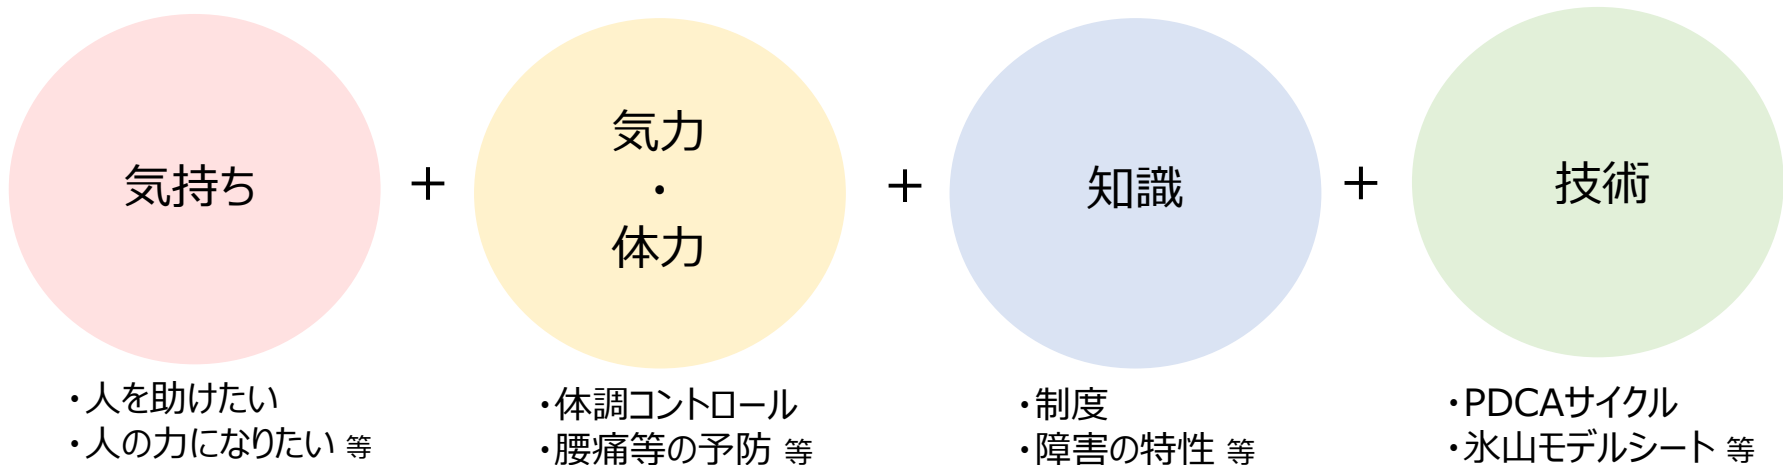 気持ち
+
気力
・
体力
+
知識
+
技術
・人を助けたい
・人の力になりたい 等
・体調コントロール
・腰痛等の予防 等
・制度
・障害の特性 等
・PDCAサイクル
・氷山モデルシート 等